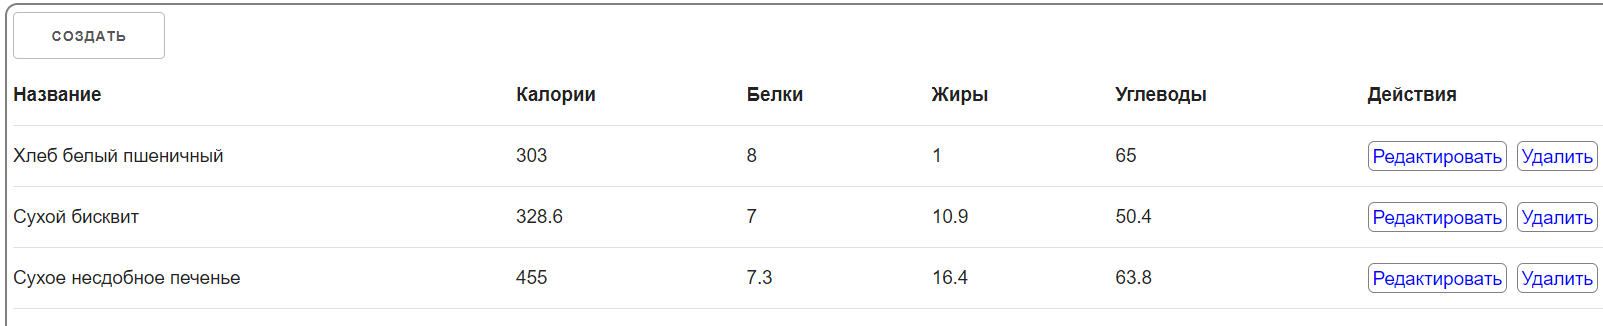 СОЗДАТЬ
Название Калории Белки Жиры Углеводы Действия
Хлеб белый пшеничный 303 8 1 65 Редактировать Удалить
Сухой бисквит 328.6 7 10.9 50.4 Редактировать Удалить
Сухое несдобное печенье 455 7.3 16.4 63.8 Редактировать Удалить